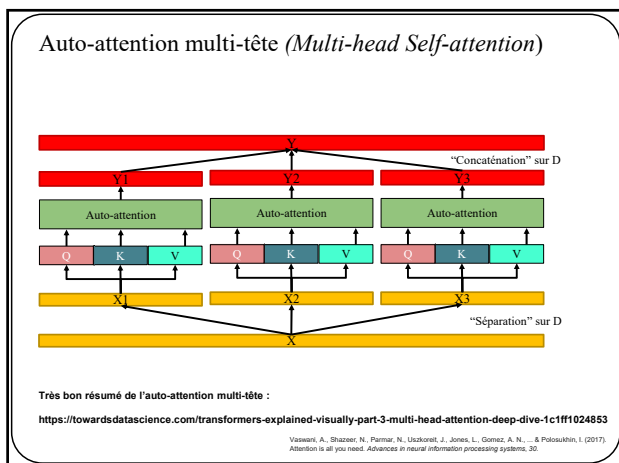 Auto-attention multi-tête (Multi-head Self-attention)
Y
“Concaténation” sur D
Y1 Y2 Y3
Auto-attention Auto-attention Auto-attention
Q K V Q K V Q K V
X1 X2 X3
“Séparation” sur D
X
Très bon résumé de l’auto-attention multi-tête :
https://towardsdatascience.com/transformers-explained-visually-part-3-multi-head-attention-deep-dive-1c1ff1024853
Vaswani, A., Shazeer, N., Parmar, N., Uszkoreit, J., Jones, L., Gomez, A. N., ... & Polosukhin, I. (2017).
Attention is all you need. Advances in neural information processing systems, 30.